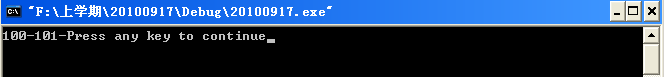 "F:\上学期\20100917\Debug\20100917.exe"
100-101-Press any key to continue